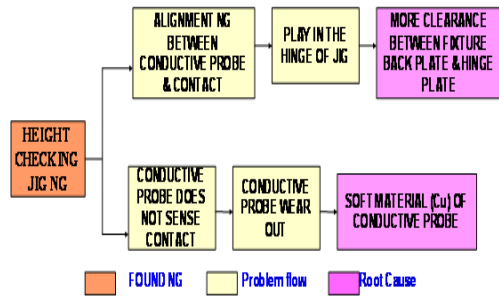 ALIGNMENT NG
BETWEEN
CONDUCTIVE PROBE
& CONTACT
PLAY IN THE
HINGE OF JIG
MORE CLEARANCE
BETWEEN FIXTURE
BACK PLATE & HINGE
PLATE
HEIGHT
CHECKING
JIG NG
CONDUCTIVE
PROBE DOES
NOT SENSE
CONTACT
CONDUCTIVE
PROBE WEAR
OUT
SOFT MATERIAL (Cu) OF
CONDUCTIVE PROBE
FOUND NG
Problem flow
Root Cause